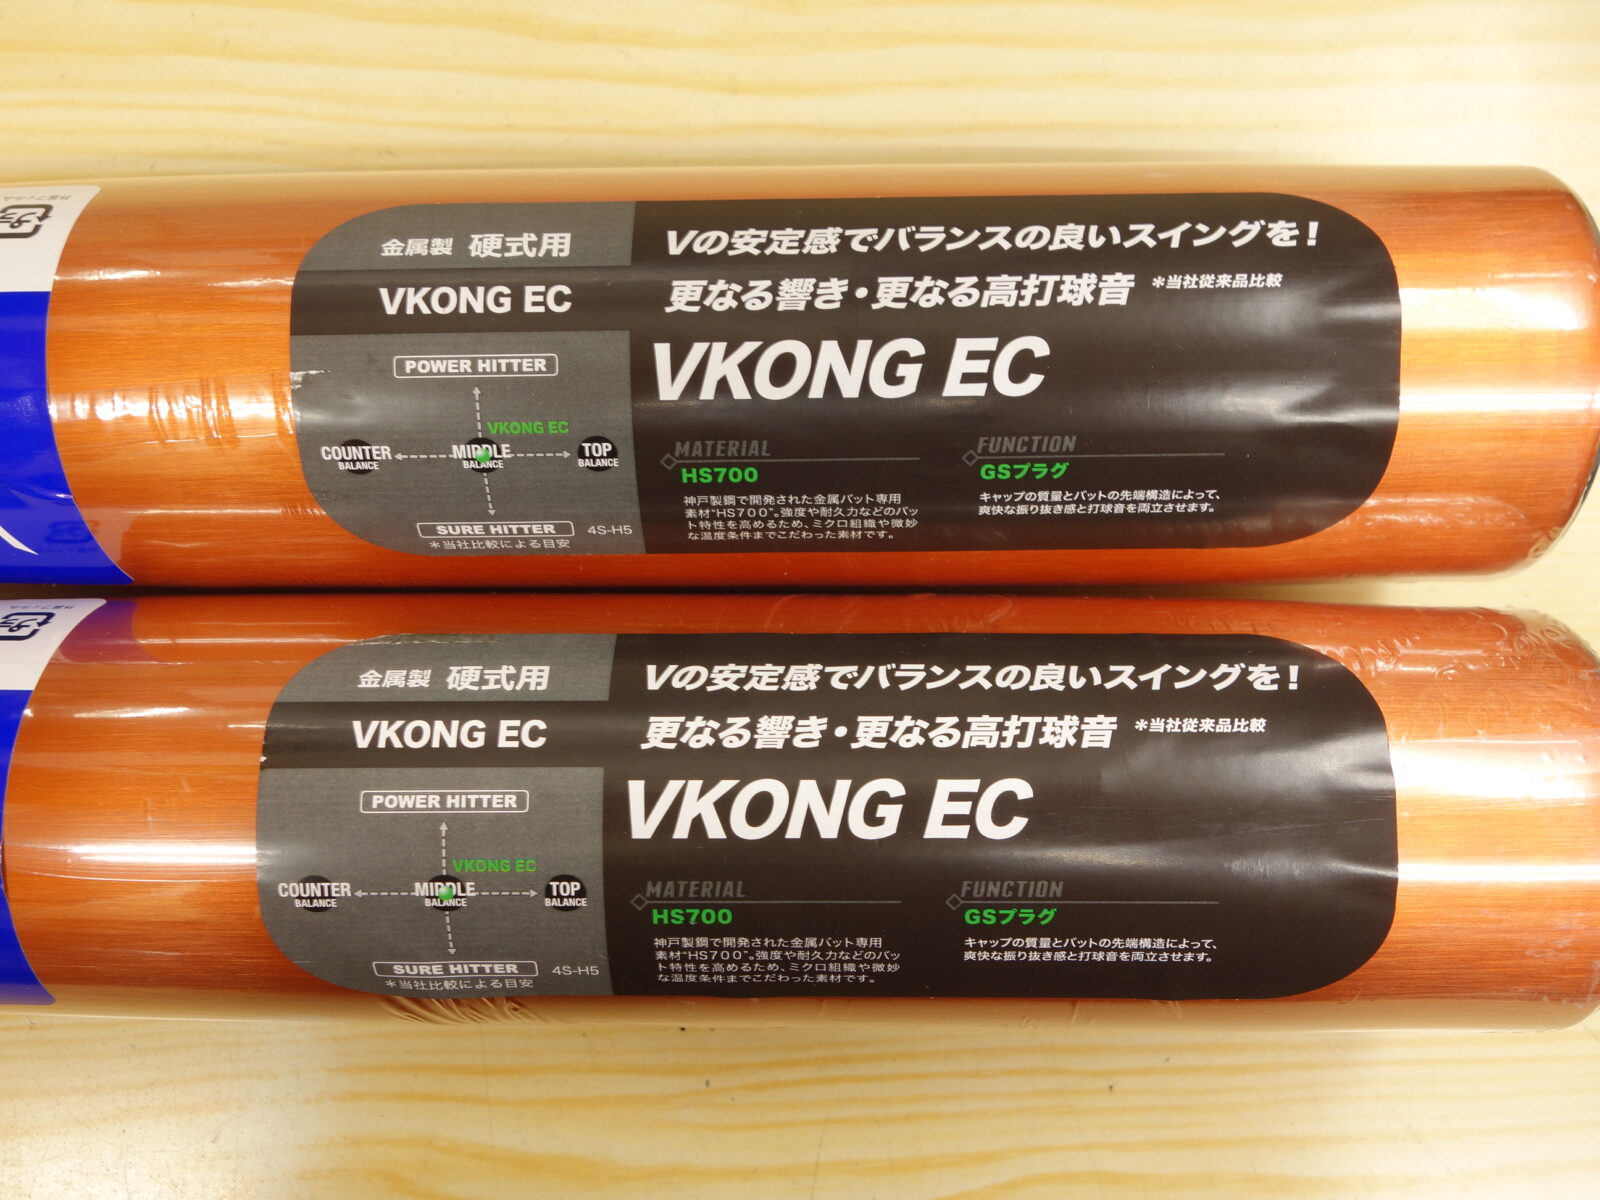 外装フィルム
プラ
金属製 硬式用
VKONG EC
POWER HITTER
VKONG EC
COUNTER BALANCE
MIDDLE BALANCE
TOP BALANCE
SURE HITTER
4S-H5
＊当社比較による目安
Vの安定感でバランスの良いスイングを！
更なる響き・更なる高打球音 ＊当社従来品比較
VKONG EC
MATERIAL
HS700
神戸製鋼で開発された金属バット専用
素材“HS700”。強度や耐久力などのバッ
ト特性を高めるため、ミクロ組織や微妙
な温度条件までこだわった素材です。
FUNCTION
GSプラグ
キャップの質量とバットの先端構造によって、
爽快な振り抜き感と打球音を両立させます。
外装フィルム
プラ
金属製 硬式用
VKONG EC
POWER HITTER
VKONG EC
COUNTER BALANCE
MIDDLE BALANCE
TOP BALANCE
SURE HITTER
4S-H5
＊当社比較による目安
Vの安定感でバランスの良いスイングを！
更なる響き・更なる高打球音 ＊当社従来品比較
VKONG EC
MATERIAL
HS700
神戸製鋼で開発された金属バット専用
素材“HS700”。強度や耐久力などのバッ
ト特性を高めるため、ミクロ組織や微妙
な温度条件までこだわった素材です。
FUNCTION
GSプラグ
キャップの質量とバットの先端構造によって、
爽快な振り抜き感と打球音を両立させます。